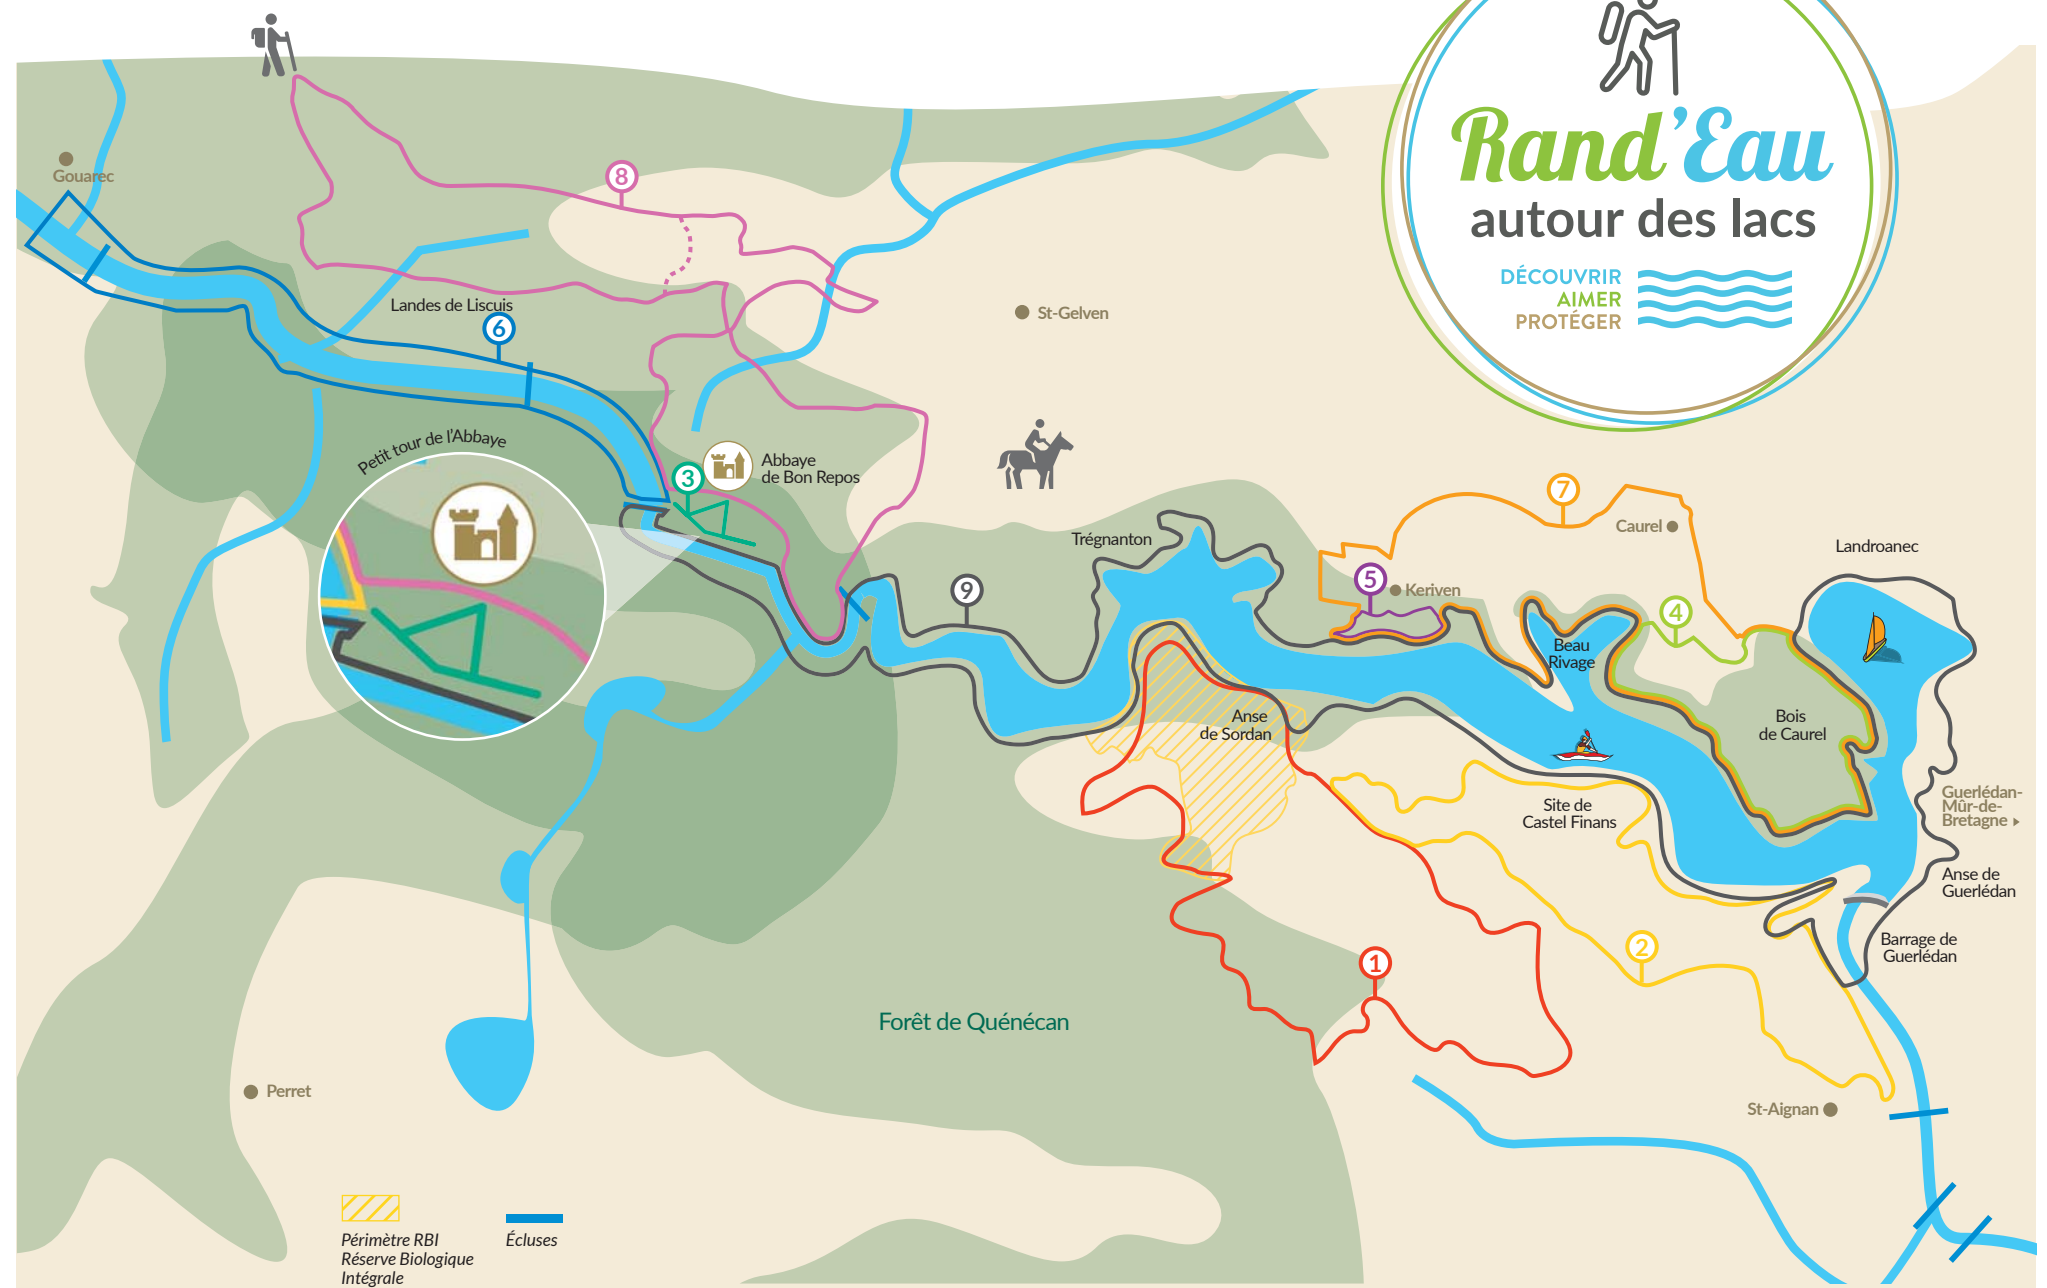 Rand'Eau
autour des lacs
DÉCOUVRIR
AIMER
PROTÉGER
Gouarec
8
Landes de Liscuis
6
St-Gelven
Petit tour de l'Abbaye
3
Abbaye
de Bon Repos
7
Caurel
Trégnanton
Landroanec
5
Keriven
9
4
Beau
Rivage
Anse
de Sordan
Bois
de Caurel
Site de
Castel Finans
Guerlédan-
Mûr-de-
Bretagne
Anse de
Guerlédan
Barrage de
Guerlédan
1
2
Forêt de Quénécan
Perret
St-Aignan
Périmètre RBI
Réserve Biologique
Intégrale
Écluses